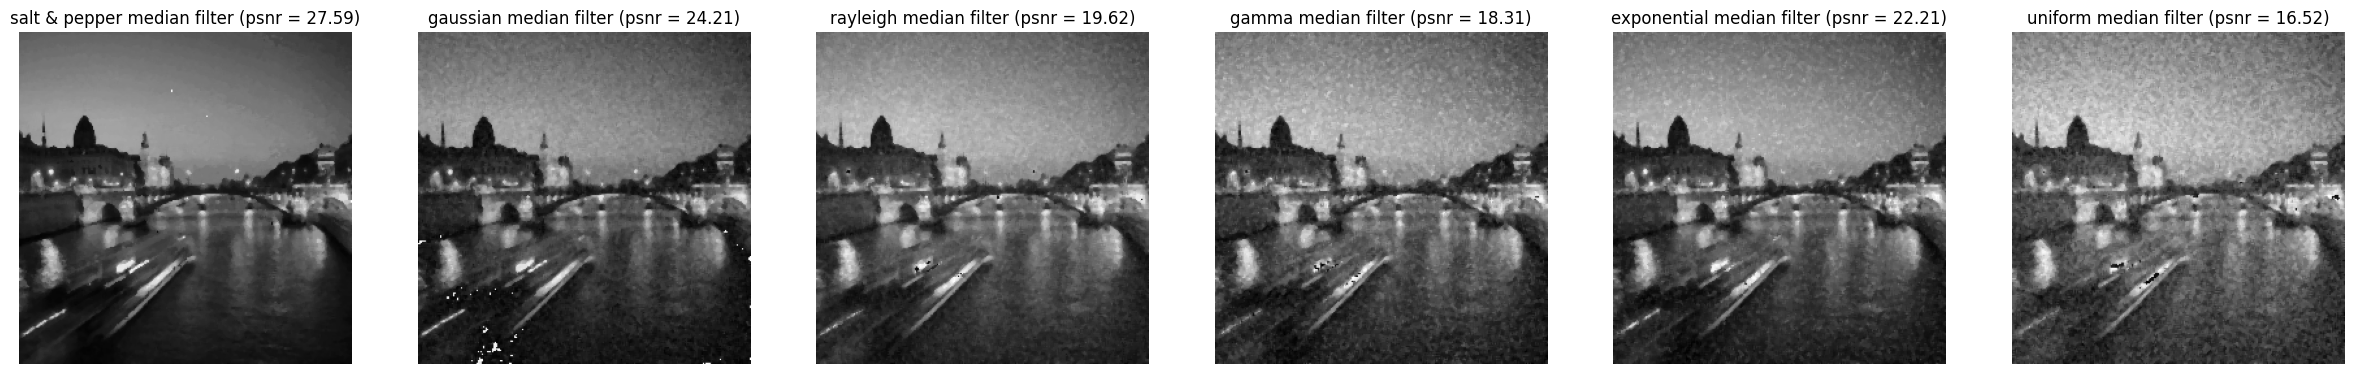 salt & pepper median filter (psnr = 27.59)
gaussian median filter (psnr = 24.21)
rayleigh median filter (psnr = 19.62)
gamma median filter (psnr = 18.31)
exponential median filter (psnr = 22.21)
uniform median filter (psnr = 16.52)